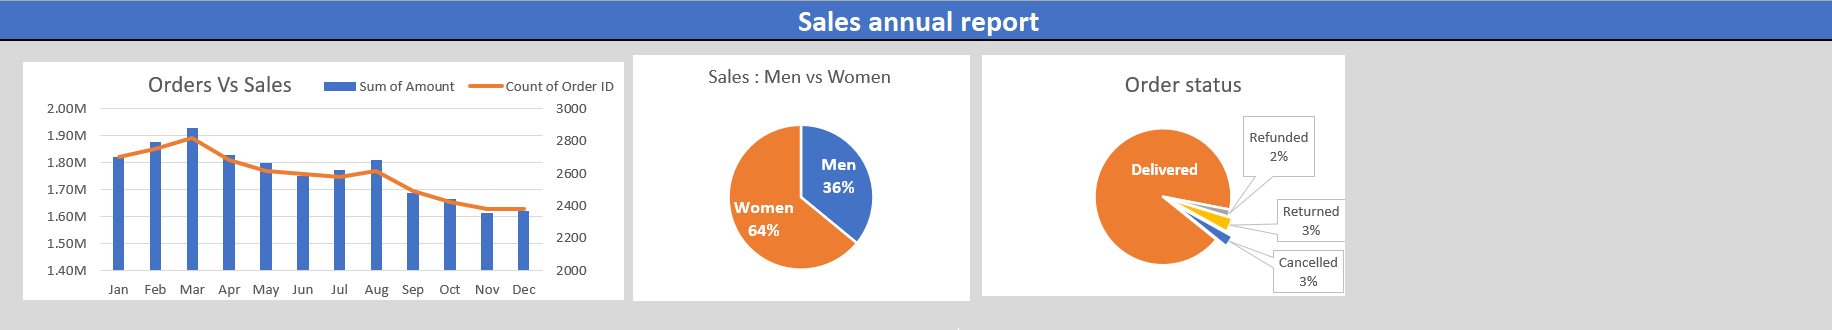 Sales annual report
Orders Vs Sales
Sum of Amount
Count of Order ID
2.00M
1.90M
1.80M
1.70M
1.60M
1.50M
1.40M
3000
2800
2600
2400
2200
2000
Jan Feb Mar Apr May Jun Jul Aug Sep Oct Nov Dec
Sales : Men vs Women
Men
36%
Women
64%
Order status
Delivered
Refunded
2%
Returned
3%
Cancelled
3%